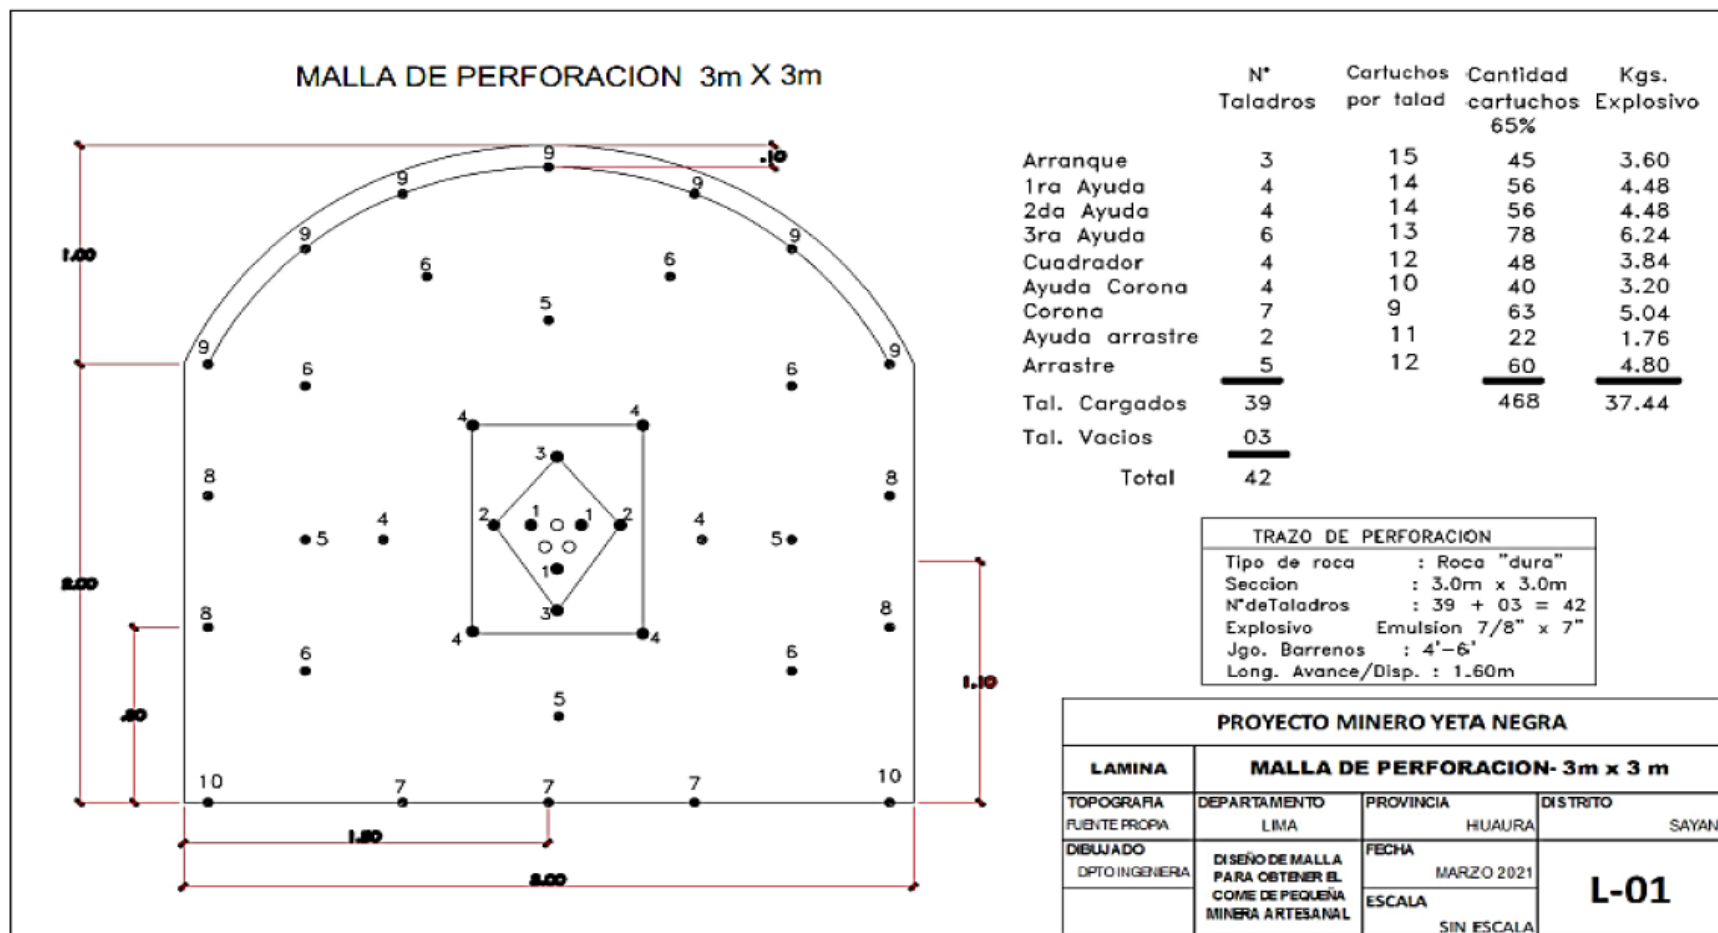 MALLA DE PERFORACION 3m X 3m
N° Cartuchos Cantidad Kgs.
Taladros por talad cartuchos Explosivo
65%
Arranque 3 15 45 3.60
1ra Ayuda 4 14 56 4.48
2da Ayuda 4 14 56 4.48
3ra Ayuda 6 13 78 6.24
Cuadrador 4 12 48 3.84
Ayuda Corona 4 10 40 3.20
Corona 7 9 63 5.04
Ayuda arrastre 2 11 22 1.76
Arrastre 5 12 60 4.80
Tal. Cargados 39 468 37.44
Tal. Vacios 03
Total 42
9
.10
9 9
9 9
1.00
6 6
5
9 9
6 6
4 4
3
8 8
2 1 1 2
5 4 4 5
1
2.00
3
8 8
4 4
6 6
1.10
5
.80
10 7 7 7 10
1.50
3.00
TRAZO DE PERFORACION
Tipo de roca : Roca "dura"
Seccion : 3.0m x 3.0m
N°deTaladros : 39 + 03 = 42
Explosivo Emulsion 7/8" x 7"
Jgo. Barrenos : 4'-6'
Long. Avance/Disp. : 1.60m
PROYECTO MINERO YETA NEGRA
LAMINA MALLA DE PERFORACION- 3m x 3 m
TOPOGRAFIA DEPARTAMENTO PROVINCIA DISTRITO
FUENTE PROPIA LIMA HUAURA SAYAN
DIBUJADO
DPTO INGENIERIA
DISEÑO DE MALLA
PARA OBTENER EL
COME DE PEQUEÑA
MINERA ARTESANAL
FECHA
MARZO 2021
ESCALA
SIN ESCALA
L-01